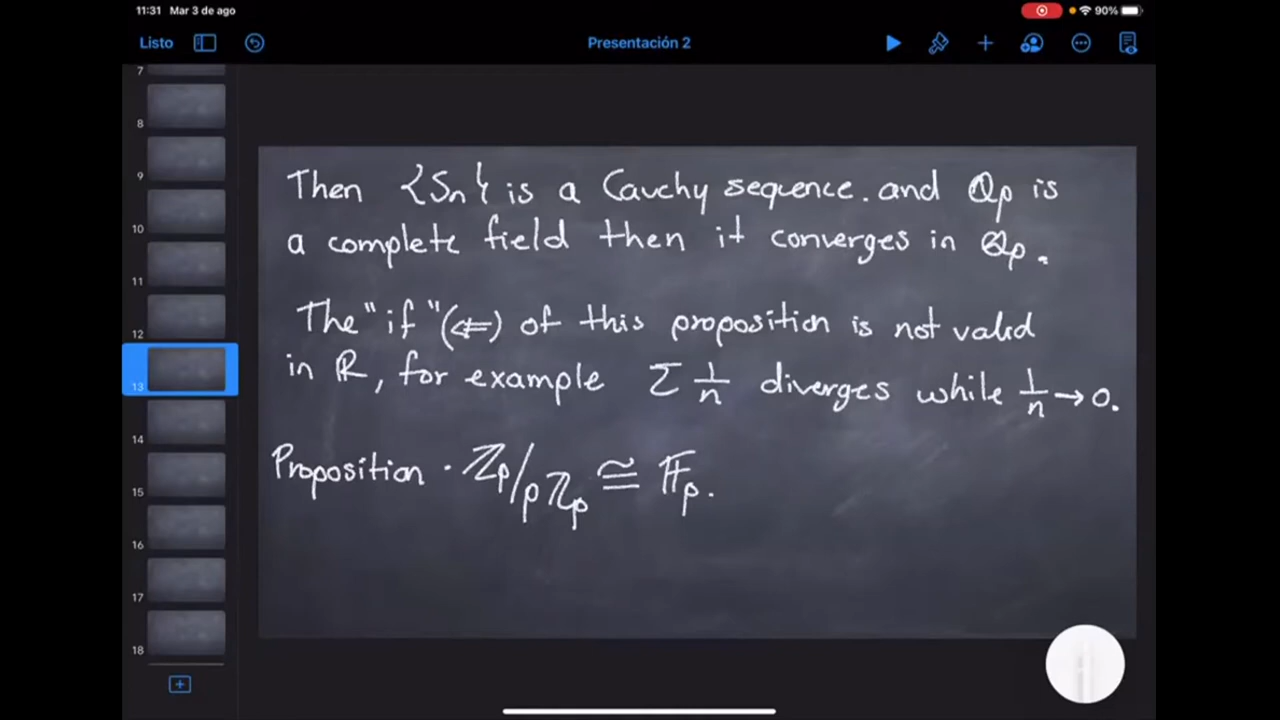 11:31 Mar 3 de ago
90%
Listo
Presentación 2
7
8
9
10
11
12
13
14
15
16
17
18
Then {Sn} is a Cauchy sequence. and ℚp is
a complete field then it converges in ℚp.
The "if" (⇐) of this proposition is not valid
in ℝ, for example Σ 1/n diverges while 1/n → 0.
Proposition. ℤp/pℤp ≅ 𝔽p.